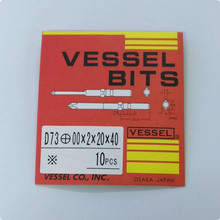 VESSEL
BITS
D73⊕00×2×20×40
※
10PCS
VESSEL
VESSEL CO., INC.
OSAKA JAPAN